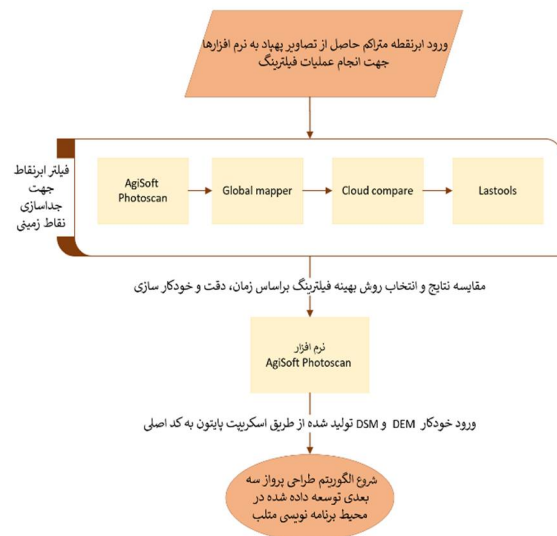 ورود ابرنقطه متراکم حاصل از تصاویر پهپاد به نرم افزارها
جهت انجام عملیات فیلترینگ
فیلتر ابرنقاط
جهت
جداسازی
نقاط زمینی
AgiSoft
Photoscan
Global mapper
Cloud compare
Lastools
مقایسه نتایج و انتخاب روش بهینه فیلترینگ براساس زمان، دقت و خودکار سازی
نرم افزار
AgiSoft Photoscan
ورود خودکار DEM و DSM تولید شده از طریق اسکریپت پایتون به کد اصلی
شروع الگوریتم طراحی پرواز سه
بعدی توسعه داده شده در
محیط برنامه نویسی متلب